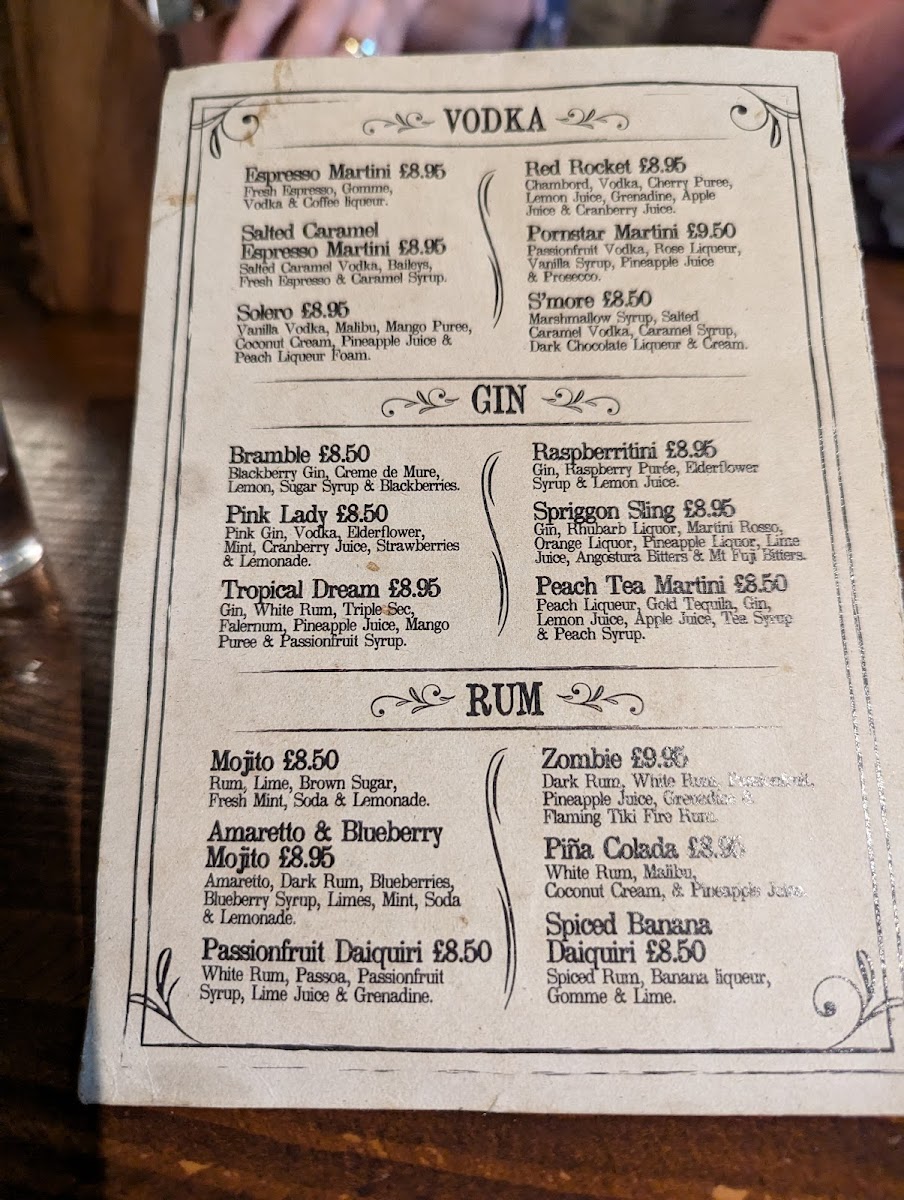 VODKA
Espresso Martini £8.95
Fresh Espresso, Gomme,
Vodka & Coffee liqueur.
Salted Caramel
Espresso Martini £8.95
Salted Caramel Vodka, Baileys,
Fresh Espresso & Caramel Syrup.
Solero £8.95
Vanilla Vodka, Malibu, Mango Puree,
Coconut Cream, Pineapple Juice &
Peach Liqueur Foam.
Red Rocket £8.95
Chambord, Vodka, Cherry Puree,
Lemon Juice, Grenadine, Apple
Juice & Cranberry Juice.
Pornstar Martini £9.50
Passionfruit Vodka, Rose Liqueur,
Vanilla Syrup, Pineapple Juice
& Prosecco.
S'more £8.50
Marshmallow Syrup, Salted
Caramel Vodka, Caramel Syrup,
Dark Chocolate Liqueur & Cream.
GIN
Bramble £8.50
Blackberry Gin, Creme de Mure,
Lemon, Sugar Syrup & Blackberries.
Pink Lady £8.50
Pink Gin, Vodka, Elderflower,
Mint, Cranberry Juice, Strawberries
& Lemonade.
Tropical Dream £8.95
Gin, White Rum, Triple Sec,
Falernum, Pineapple Juice, Mango
Puree & Passionfruit Syrup.
Raspberritini £8.95
Gin, Raspberry Purée, Elderflower
Syrup & Lemon Juice.
Spriggon Sling £8.95
Gin, Rhubarb Liquor, Martini Rosso,
Orange Liquor, Pineapple Liquor, Lime
Juice, Angostura Bitters & Mt Fuji Bitters.
Peach Tea Martini £8.50
Peach Liqueur, Gold Tequila, Gin,
Lemon Juice, Apple Juice, Tea Syrup
& Peach Syrup.
RUM
Mojito £8.50
Rum, Lime, Brown Sugar,
Fresh Mint, Soda & Lemonade.
Amaretto & Blueberry
Mojito £8.95
Amaretto, Dark Rum, Blueberries,
Blueberry Syrup, Limes, Mint, Soda
& Lemonade.
Passionfruit Daiquiri £8.50
White Rum, Passoa, Passionfruit
Syrup, Lime Juice & Grenadine.
Zombie £9.95
Dark Rum, White Rum, Passionfruit,
Pineapple Juice, Grenadine &
Flaming Tiki Fire Rum.
Piña Colada £8.95
White Rum, Malibu,
Coconut Cream, & Pineapple Juice.
Spiced Banana
Daiquiri £8.50
Spiced Rum, Banana liqueur,
Gomme & Lime.